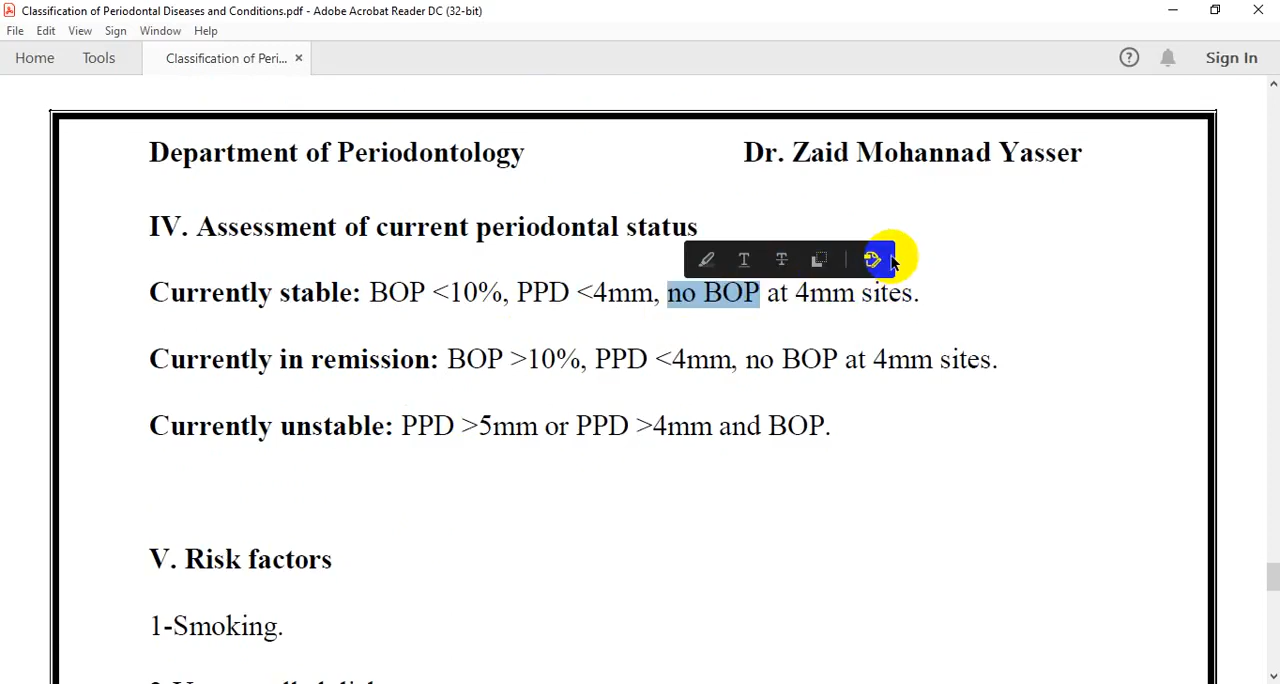 Classification of Periodontal Diseases and Conditions.pdf - Adobe Acrobat Reader DC (32-bit)
File Edit View Sign Window Help
Home Tools Classification of Peri... × Sign In
Department of Periodontology Dr. Zaid Mohannad Yasser
IV. Assessment of current periodontal status
Currently stable: BOP <10%, PPD <4mm, no BOP at 4mm sites.
Currently in remission: BOP >10%, PPD <4mm, no BOP at 4mm sites.
Currently unstable: PPD >5mm or PPD >4mm and BOP.
V. Risk factors
1-Smoking.